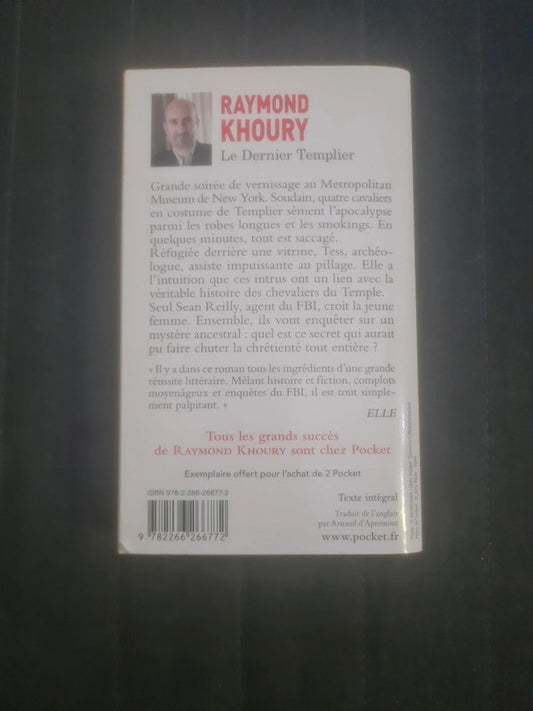 RAYMOND
KHOURY
Le Dernier Templier
Grande soirée de vernissage au Metropolitan
Museum de New York. Soudain, quatre cavaliers
en costume de Templier sèment l'apocalypse
parmi les robes longues et les smokings. En
quelques minutes, tout est saccagé.
Réfugiée derrière une vitrine, Tess, archéo-
logue, assiste impuissante au pillage. Elle a
l'intuition que ces intrus ont un lien avec la
véritable histoire des chevaliers du Temple.
Seul Sean Reilly, agent du FBI, croit la jeune
femme. Ensemble, ils vont enquêter sur un
mystère ancestral : quel est ce secret qui aurait
pu faire chuter la chrétienté tout entière ?
« Il y a dans ce roman tous les ingrédients d'une grande
réussite littéraire. Mêlant histoire et fiction, complots
moyenâgeux et enquêtes du FBI, il est tout simple-
ment palpitant. »
ELLE
Tous les grands succès
de RAYMOND KHOURY sont chez Pocket
Exemplaire offert pour l'achat de 2 Pocket
ISBN 978-2-266-26677-2
9 782266 266772
Texte intégral
Traduit de l'anglais
par Arnaud d'Apremont
www.pocket.fr